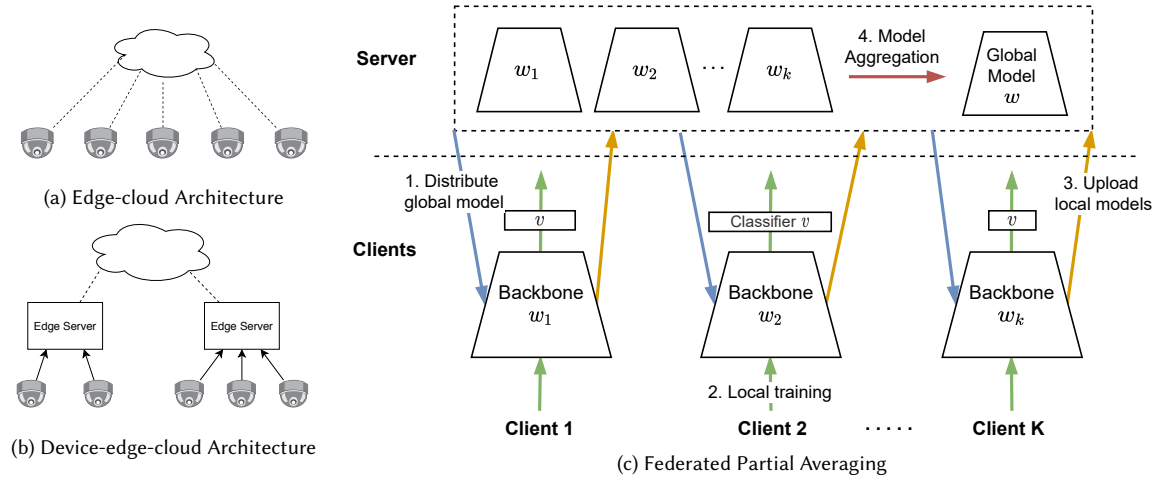 (a) Edge-cloud Architecture
Edge Server
Edge Server
(b) Device-edge-cloud Architecture
Server
w₁
w₂
...
wₖ
4. Model
Aggregation
Global
Model
w
1. Distribute
global model
3. Upload
local models
Clients
v
Classifier v
v
Backbone
w₁
Backbone
w₂
Backbone
wₖ
2. Local training
Client 1
Client 2
.....
Client K
(c) Federated Partial Averaging